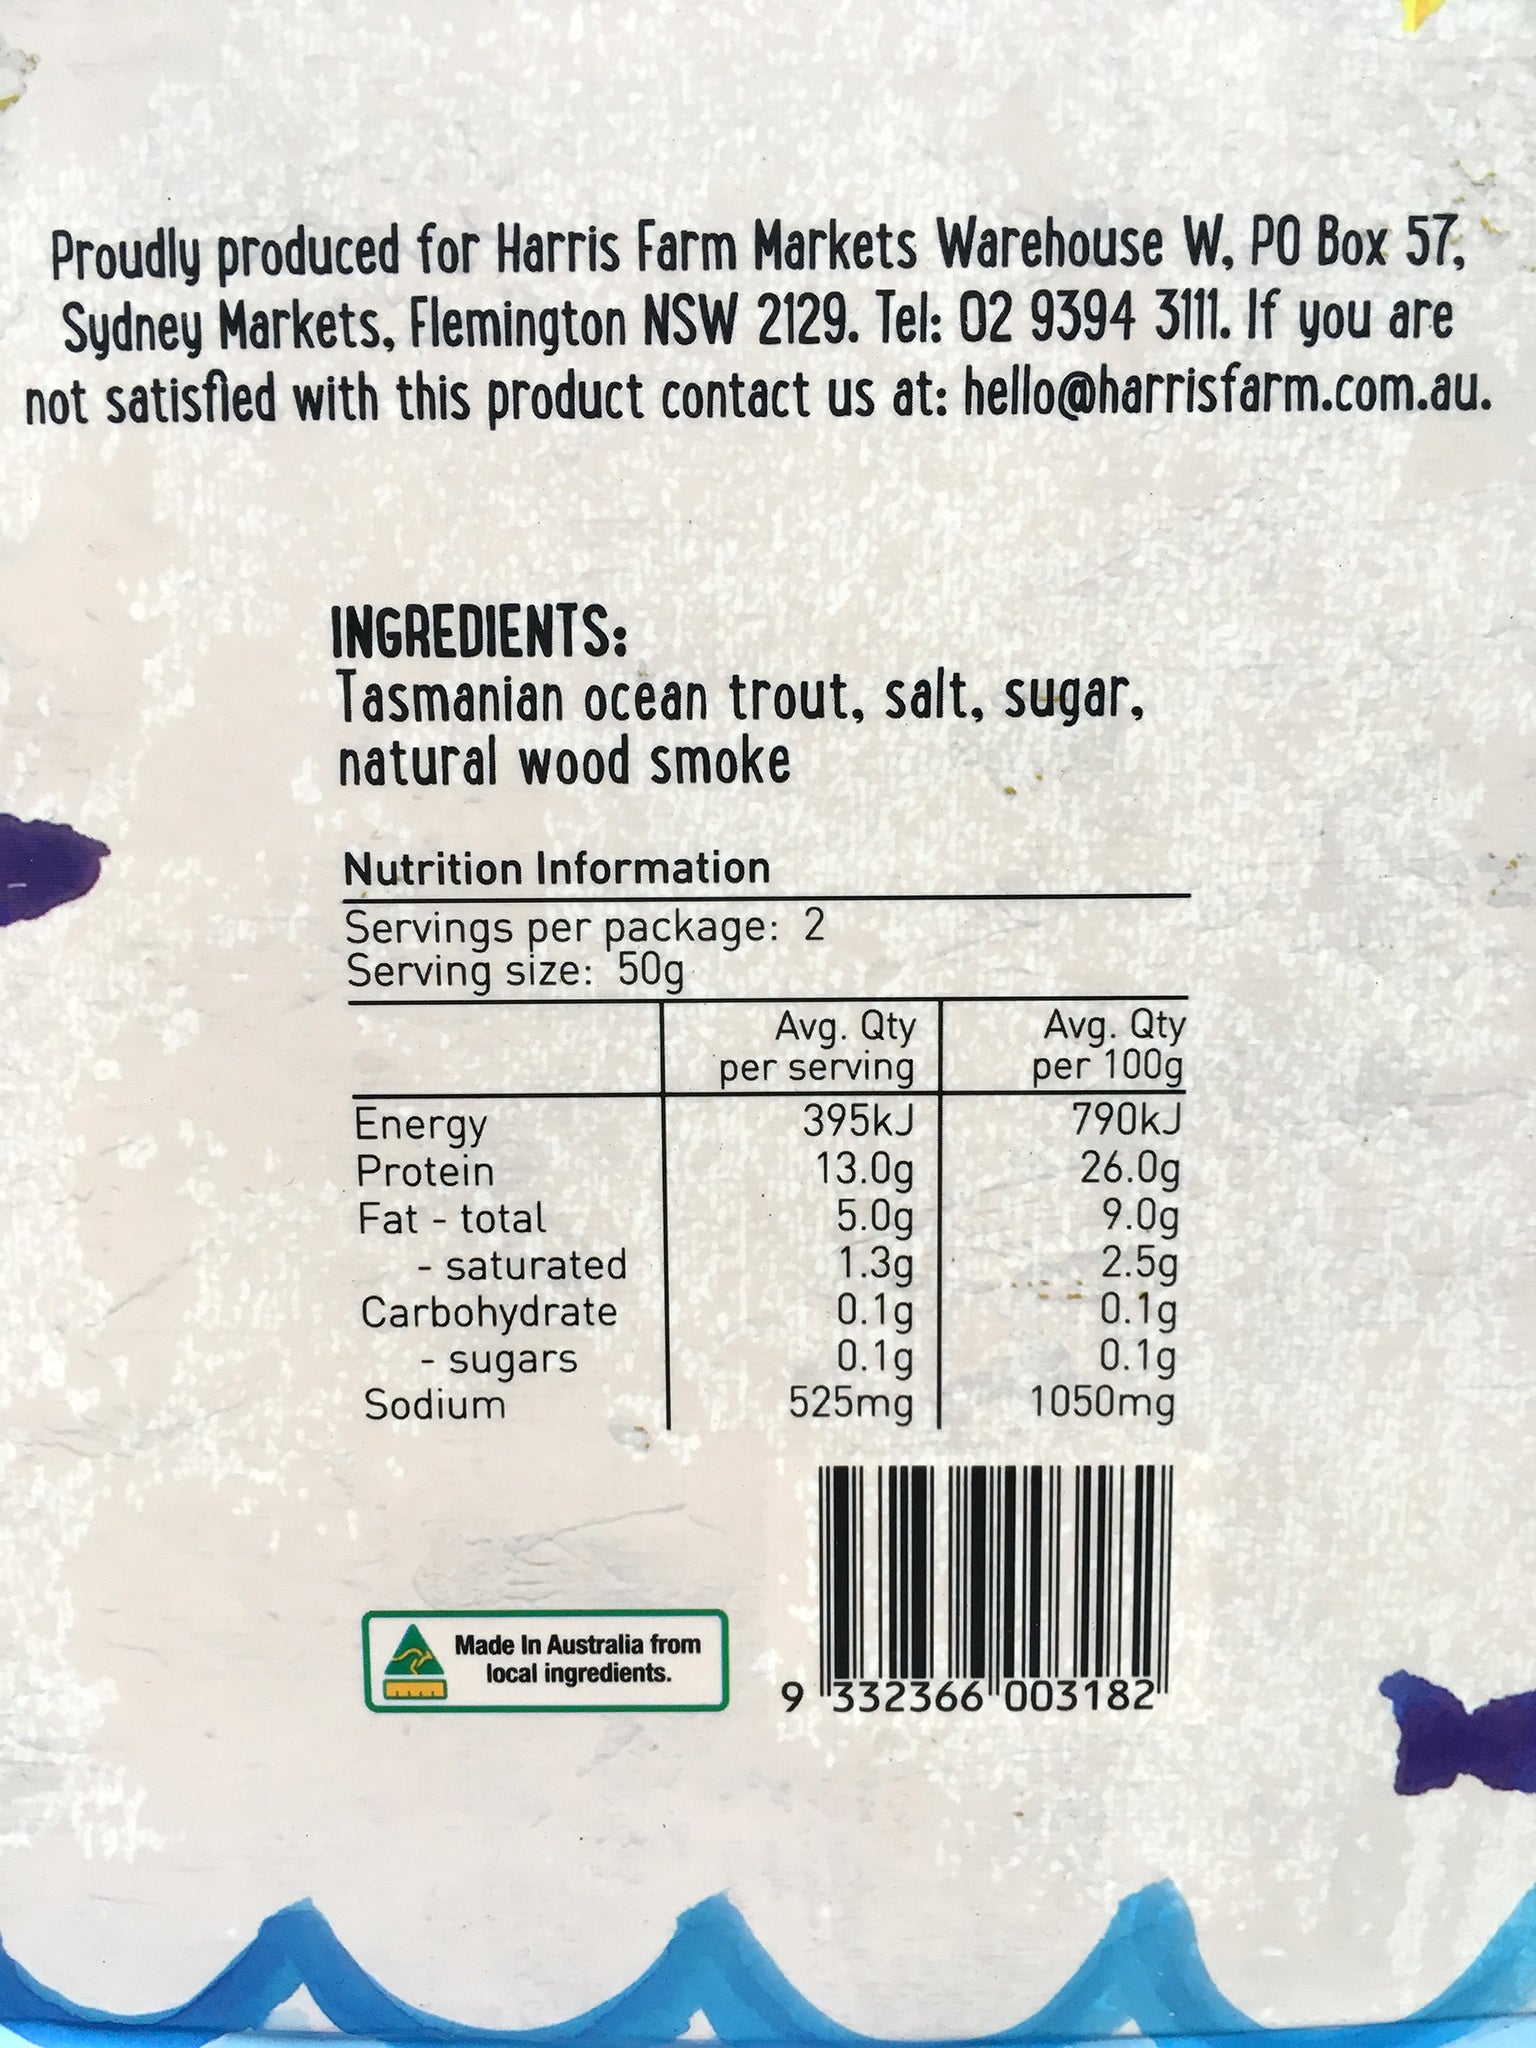 Proudly produced for Harris Farm Markets Warehouse W, PO Box 57,
Sydney Markets, Flemington NSW 2129. Tel: 02 9394 3111. If you are
not satisfied with this product contact us at: hello@harrisfarm.com.au.
INGREDIENTS:
Tasmanian ocean trout, salt, sugar,
natural wood smoke
Nutrition Information
Servings per package: 2
Serving size: 50g
Avg. Qty Avg. Qty
per serving per 100g
Energy 395kJ 790kJ
Protein 13.0g 26.0g
Fat - total 5.0g 9.0g
- saturated 1.3g 2.5g
Carbohydrate 0.1g 0.1g
- sugars 0.1g 0.1g
Sodium 525mg 1050mg
Made In Australia from
local ingredients.
9 332366 003182